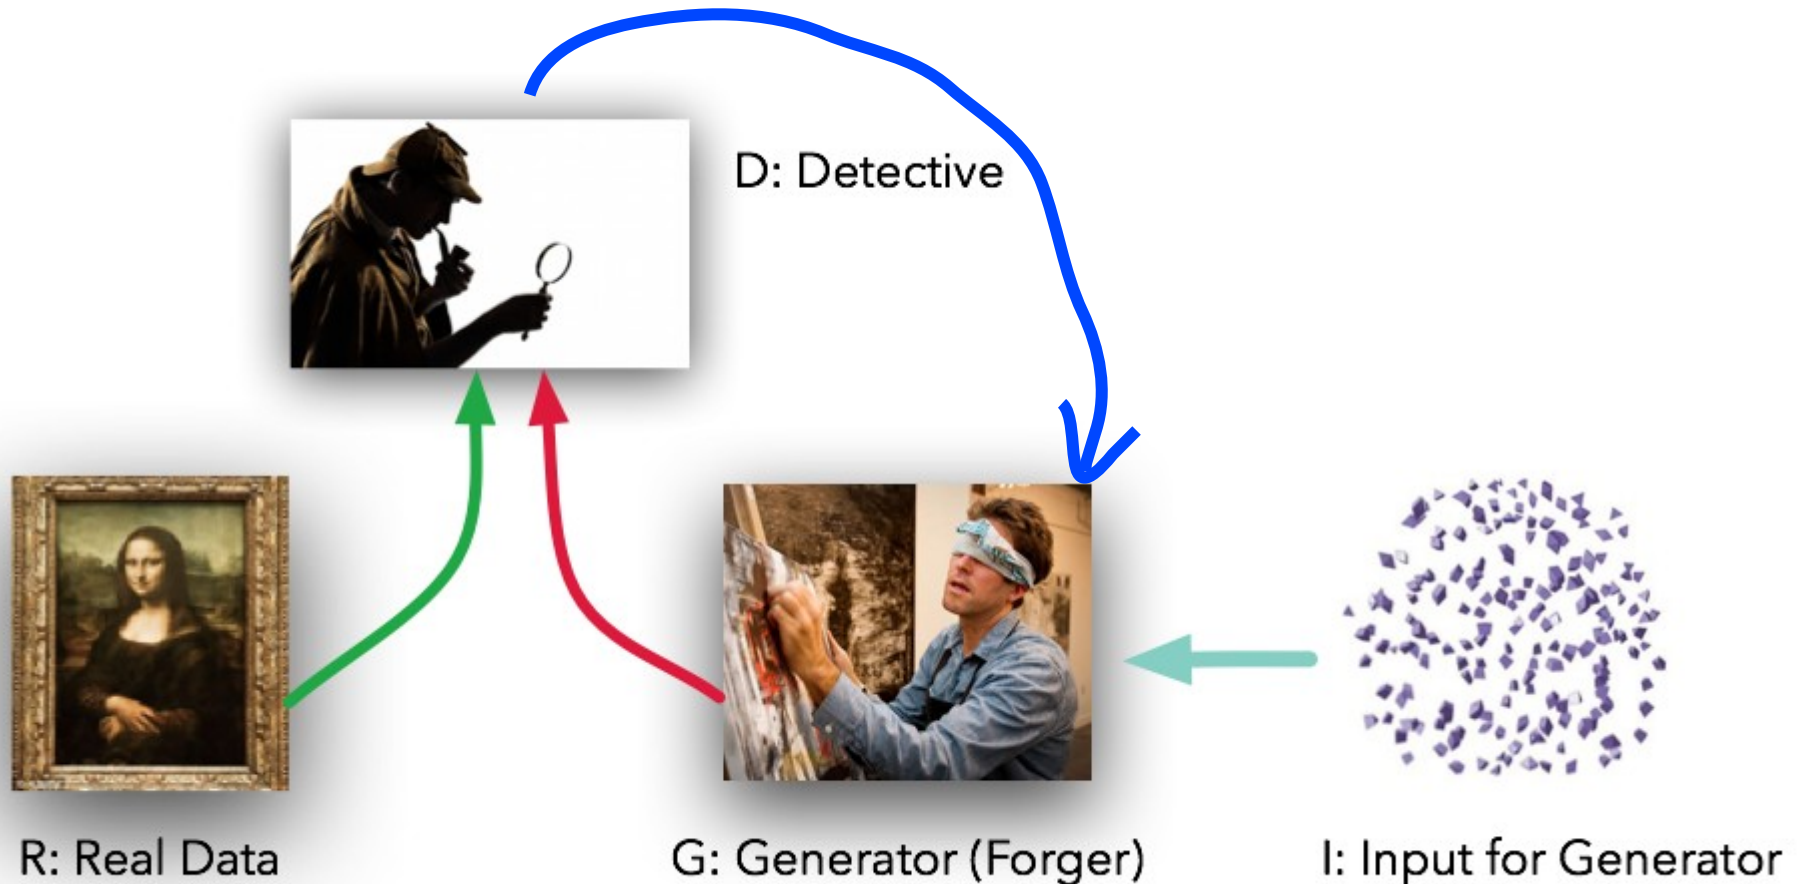 D: Detective
R: Real Data
G: Generator (Forger)
I: Input for Generator